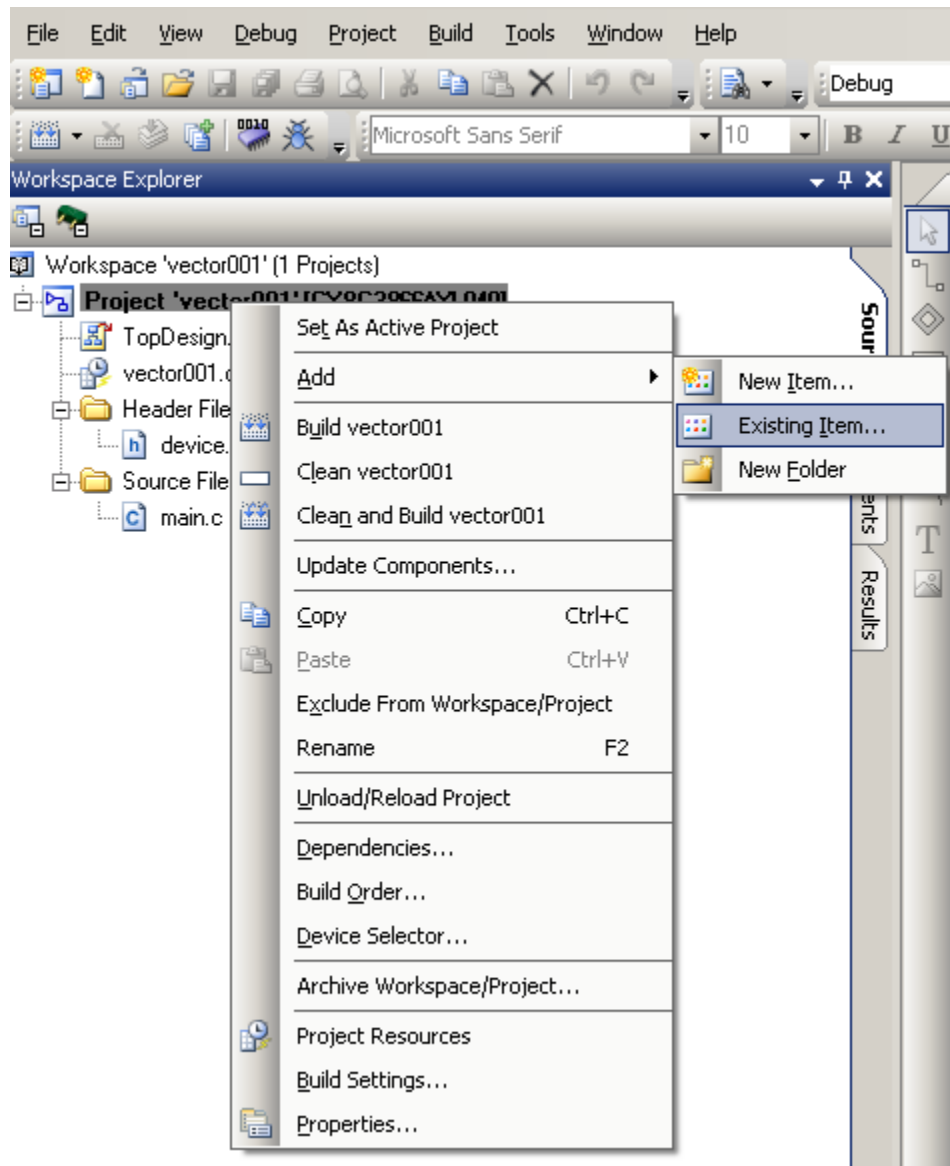 File Edit View Debug Project Build Tools Window Help
Debug
0010
Microsoft Sans Serif 10 B I U
Workspace Explorer
Workspace 'vector001' (1 Projects)
Project 'vector001'
TopDesign.
vector001.
Header File
h device.
Source File
C main.c
Set As Active Project
Add
Build vector001
Clean vector001
Clean and Build vector001
Update Components...
Copy Ctrl+C
Paste Ctrl+V
Exclude From Workspace/Project
Rename F2
Unload/Reload Project
Dependencies...
Build Order...
Device Selector...
Archive Workspace/Project...
Project Resources
Build Settings...
Properties...
New Item...
Existing Item...
New Folder
Sour
ents
Results
T